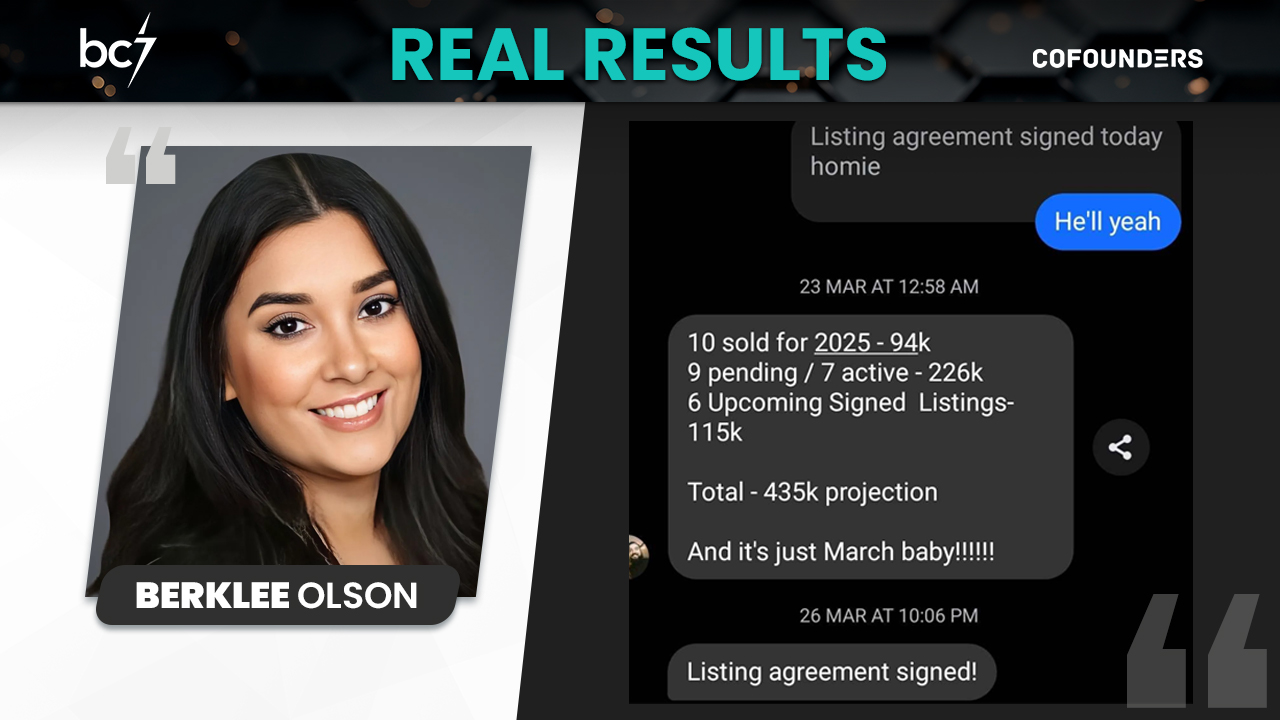 bc7
REAL RESULTS
COFOUNDERS
BERKLEE OLSON
Listing agreement signed today
homie
He'll yeah
23 MAR AT 12:58 AM
10 sold for 2025 - 94k
9 pending / 7 active - 226k
6 Upcoming Signed  Listings-
115k
Total - 435k projection
And it's just March baby!!!!!!
26 MAR AT 10:06 PM
Listing agreement signed!